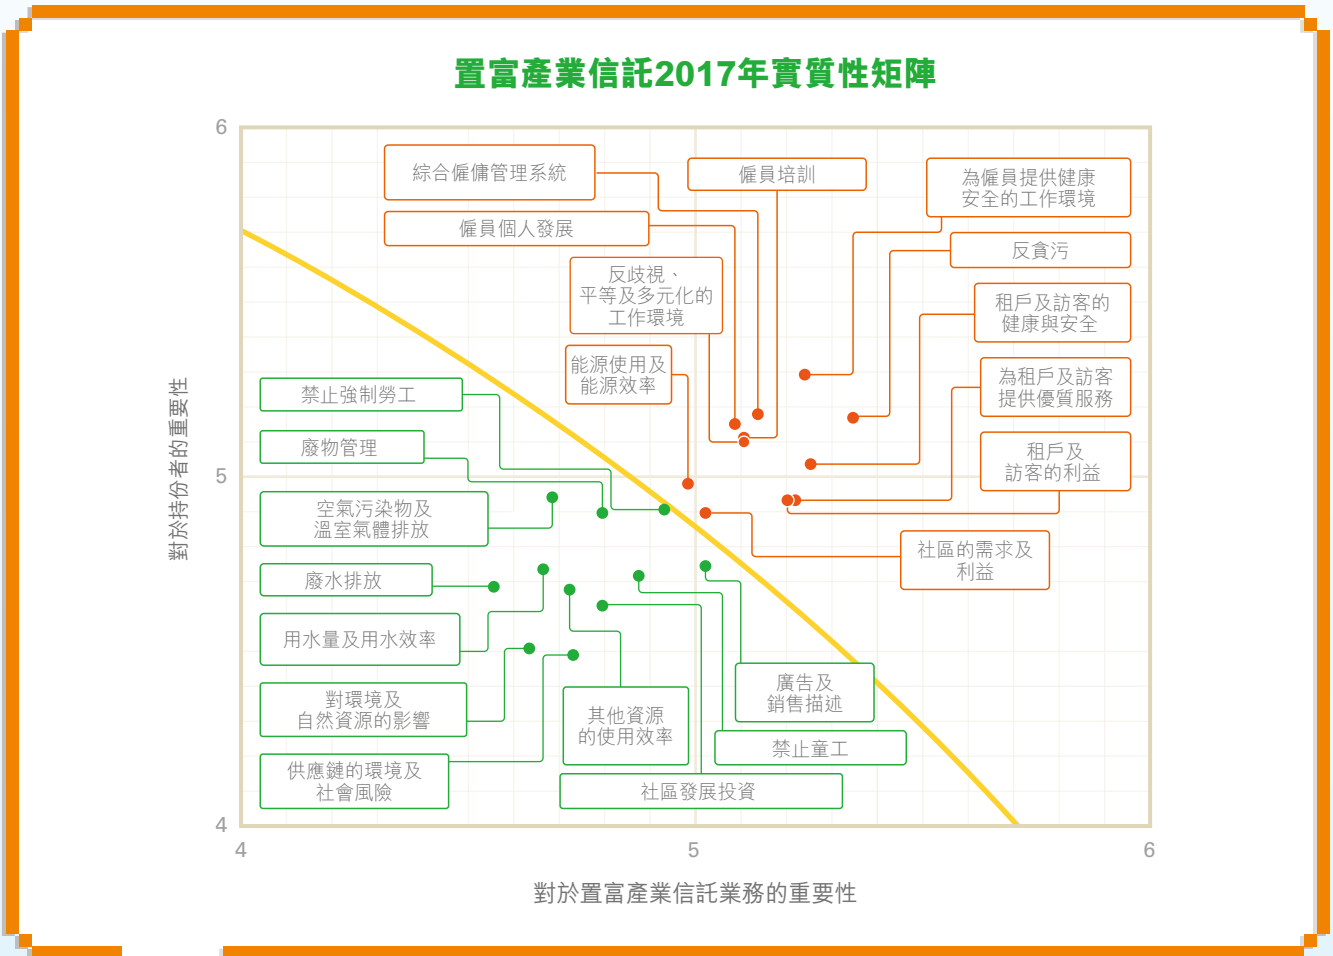 置富產業信託2017年實質性矩陣
6
綜合僱傭管理系統
僱員培訓
為僱員提供健康
安全的工作環境
僱員個人發展
反貪污
反歧視、
平等及多元化的
工作環境
租戶及訪客的
健康與安全
能源使用及
能源效率
為租戶及訪客
提供優質服務
禁止強制勞工
廢物管理
租戶及
訪客的利益
5
空氣污染物及
溫室氣體排放
社區的需求及
利益
廢水排放
用水量及用水效率
對環境及
自然資源的影響
廣告及
銷售描述
其他資源
的使用效率
禁止童工
供應鏈的環境及
社會風險
社區發展投資
4
4
5
6
對於持份者的重要性
對於置富產業信託業務的重要性